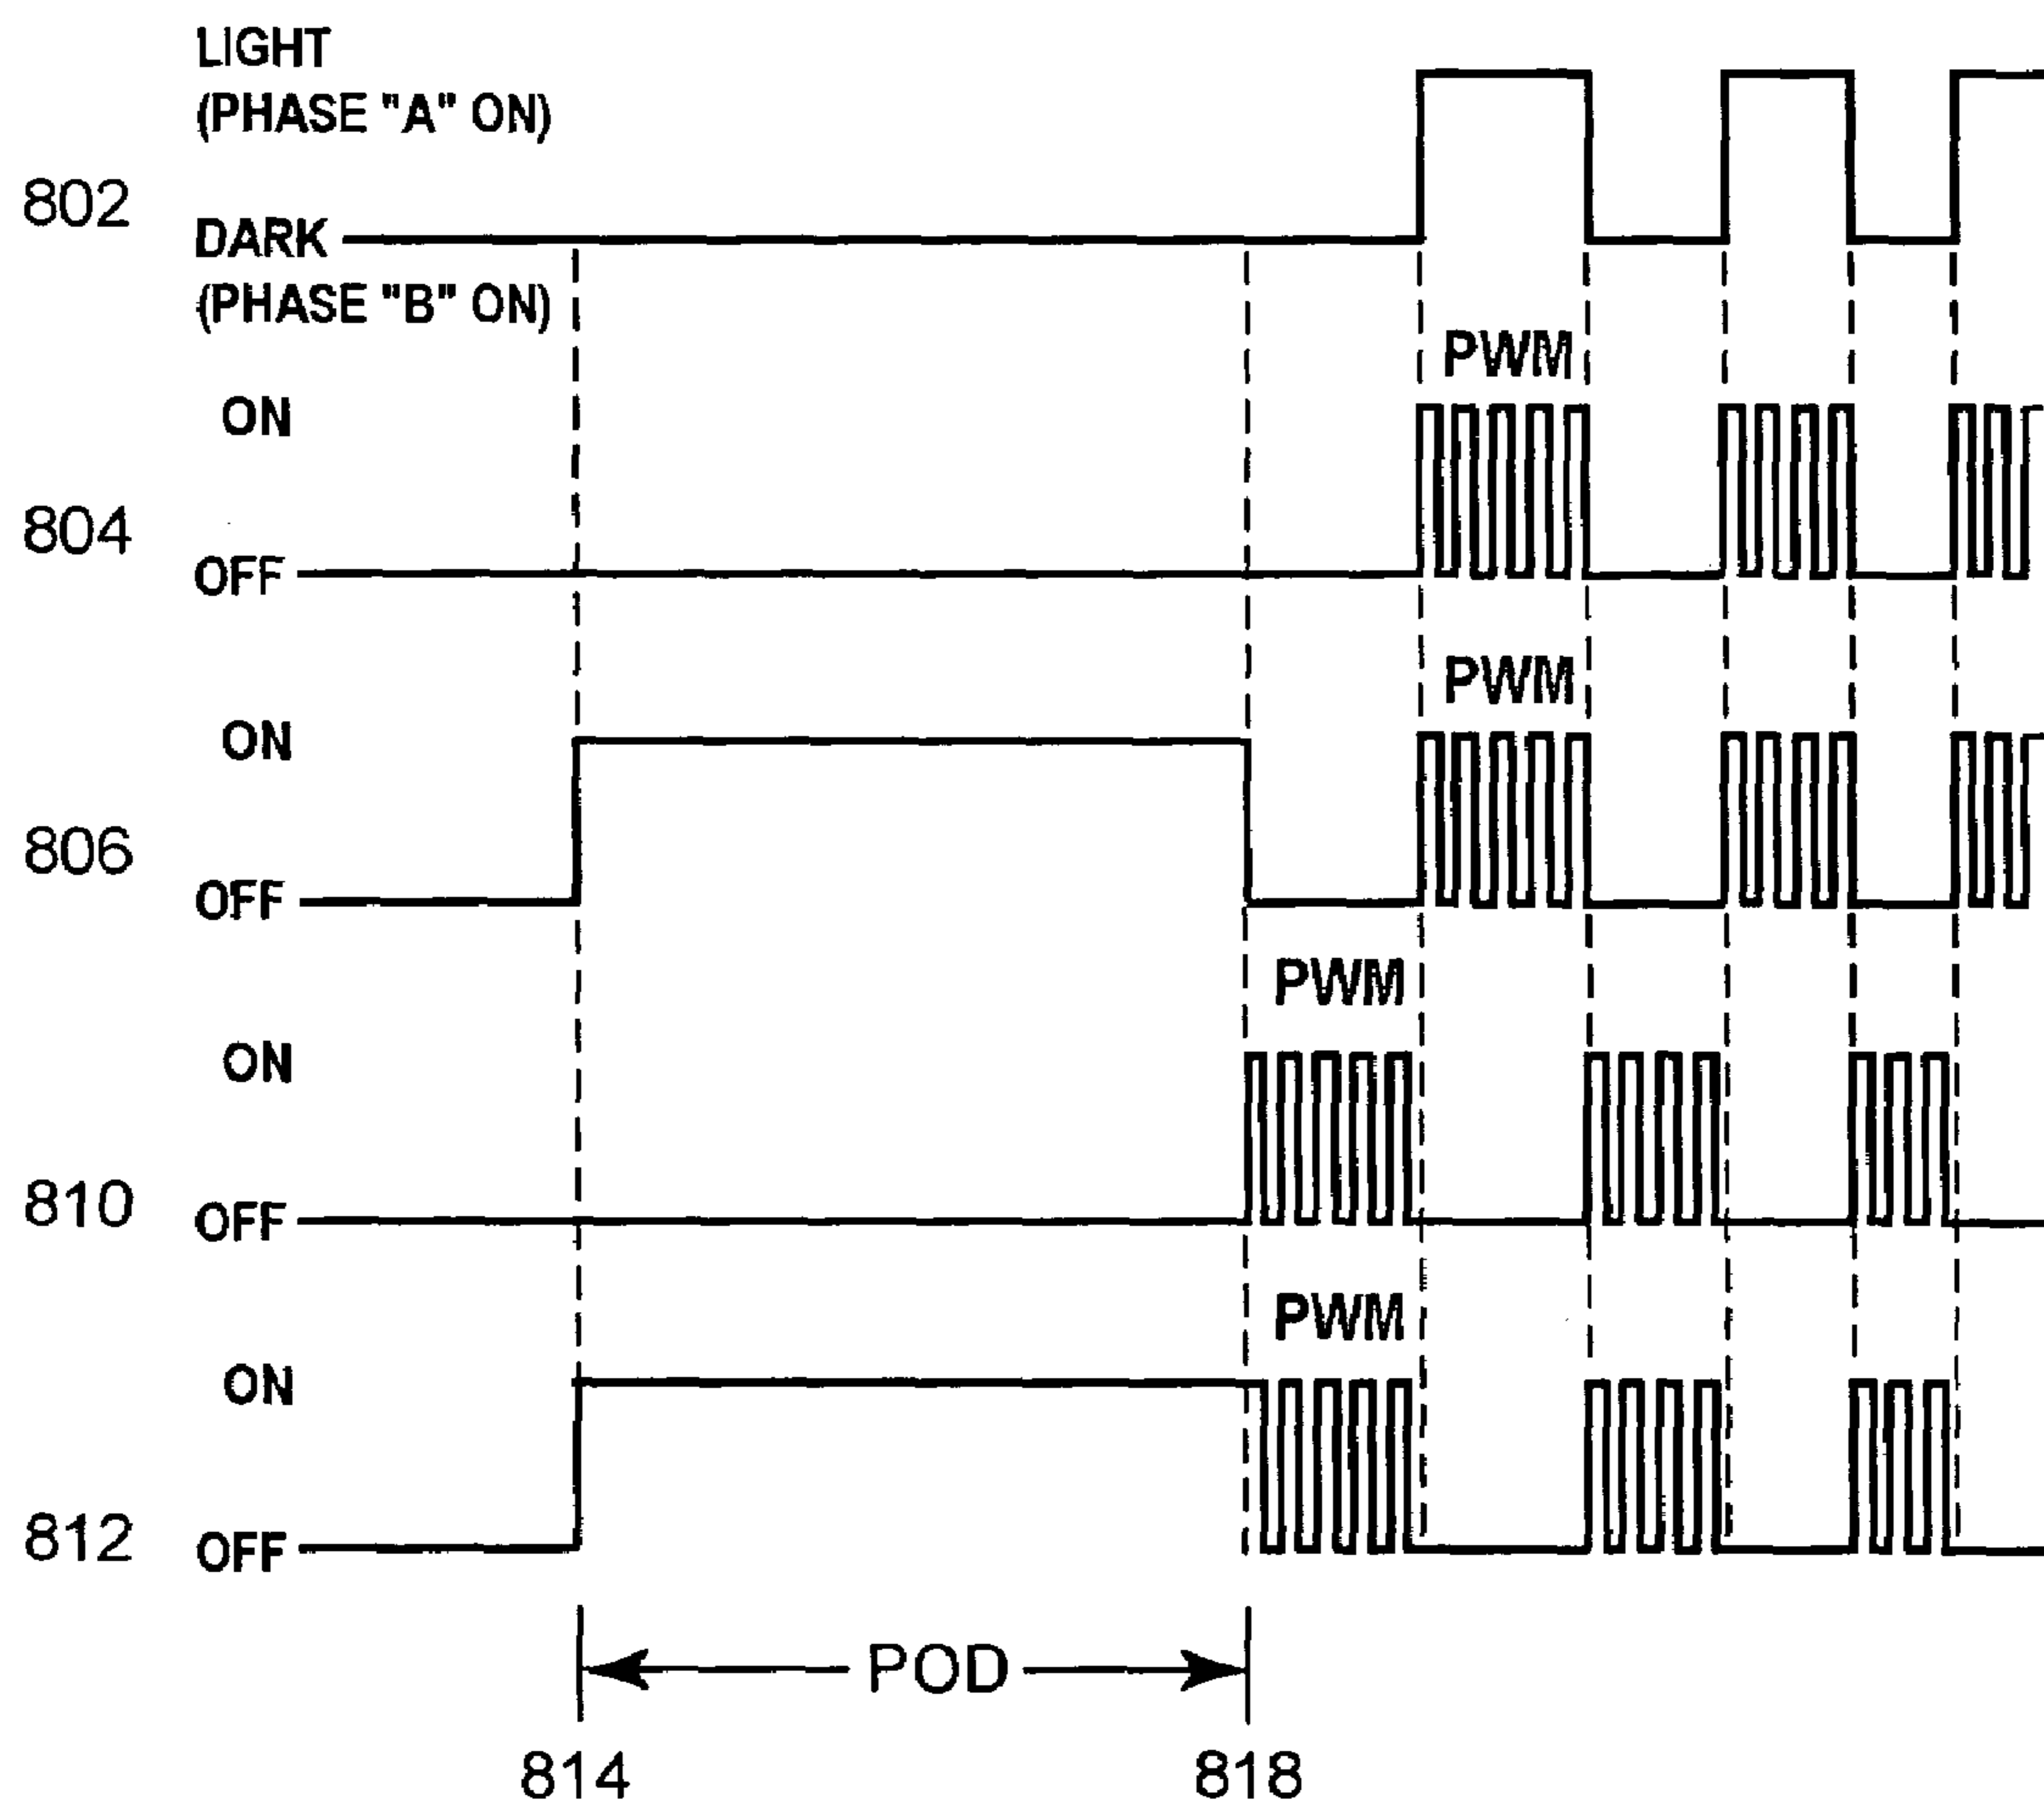 LIGHT
(PHASE "A" ON)
802
DARK
(PHASE "B" ON)
PWM
ON
804
OFF
PWM
ON
806
OFF
PWM
ON
810
OFF
PWM
ON
812
OFF
POD
814
818